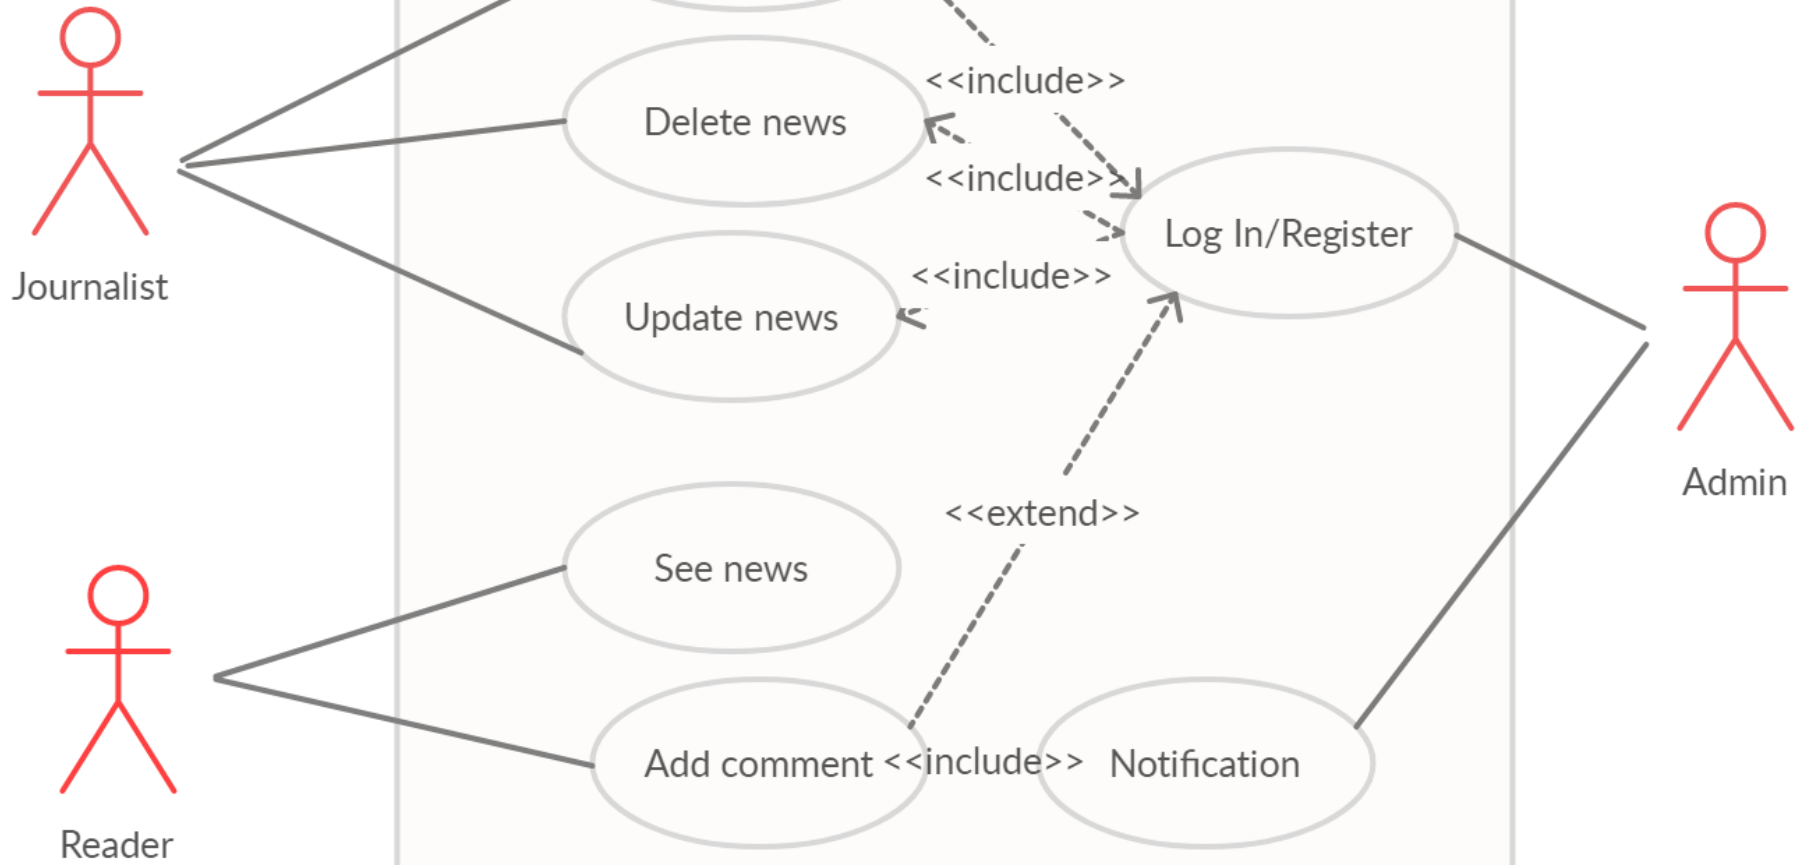 <<include>>
Delete news
<<include>>
Log In/Register
<<include>>
Journalist
Update news
Admin
<<extend>>
See news
Add comment
<<include>>
Notification
Reader